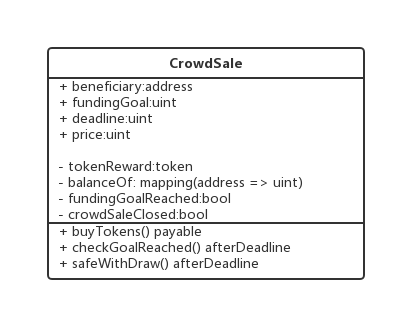 CrowdSale
+ beneficiary:address
+ fundingGoal:uint
+ deadline:uint
+ price:uint
- tokenReward:token
- balanceOf: mapping(address => uint)
- fundingGoalReached:bool
- crowdSaleClosed:bool
+ buyTokens() payable
+ checkGoalReached() afterDeadline
+ safeWithDraw() afterDeadline